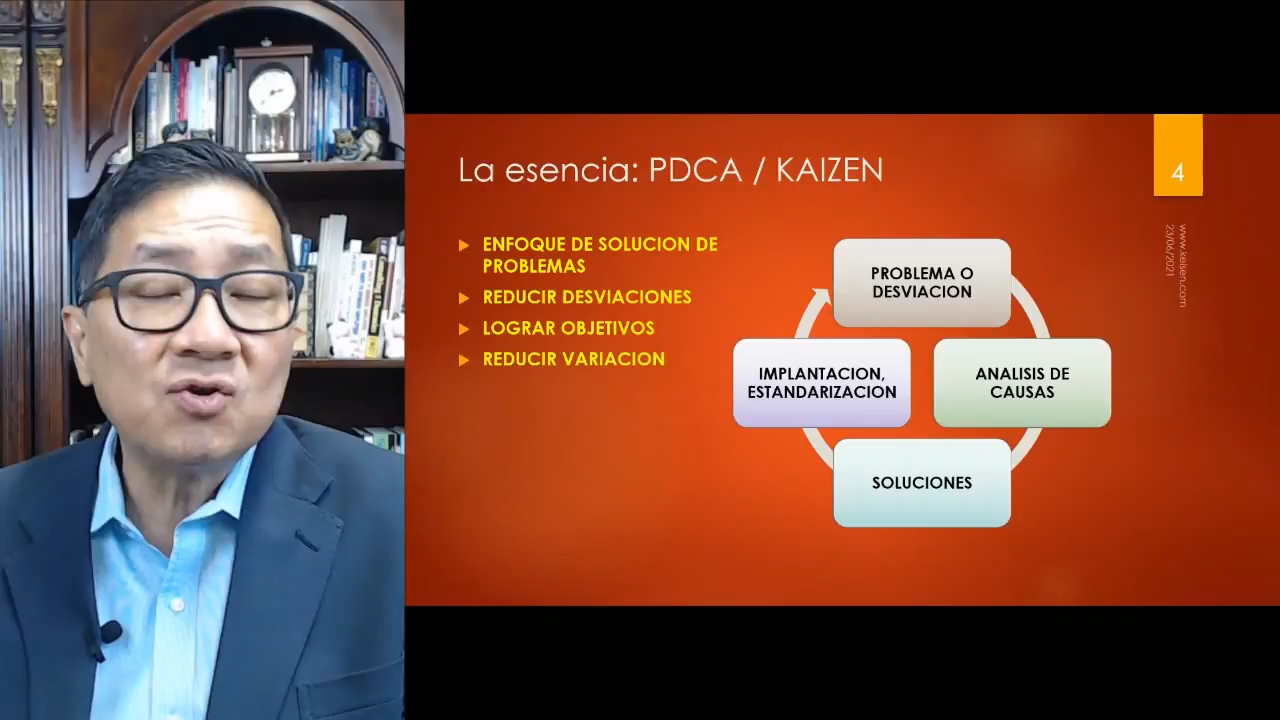 La esencia: PDCA / KAIZEN
4
www.keisen.com
23/06/2021
ENFOQUE DE SOLUCION DE
PROBLEMAS
REDUCIR DESVIACIONES
LOGRAR OBJETIVOS
REDUCIR VARIACION
PROBLEMA O
DESVIACION
ANALISIS DE
CAUSAS
SOLUCIONES
IMPLANTACION,
ESTANDARIZACION